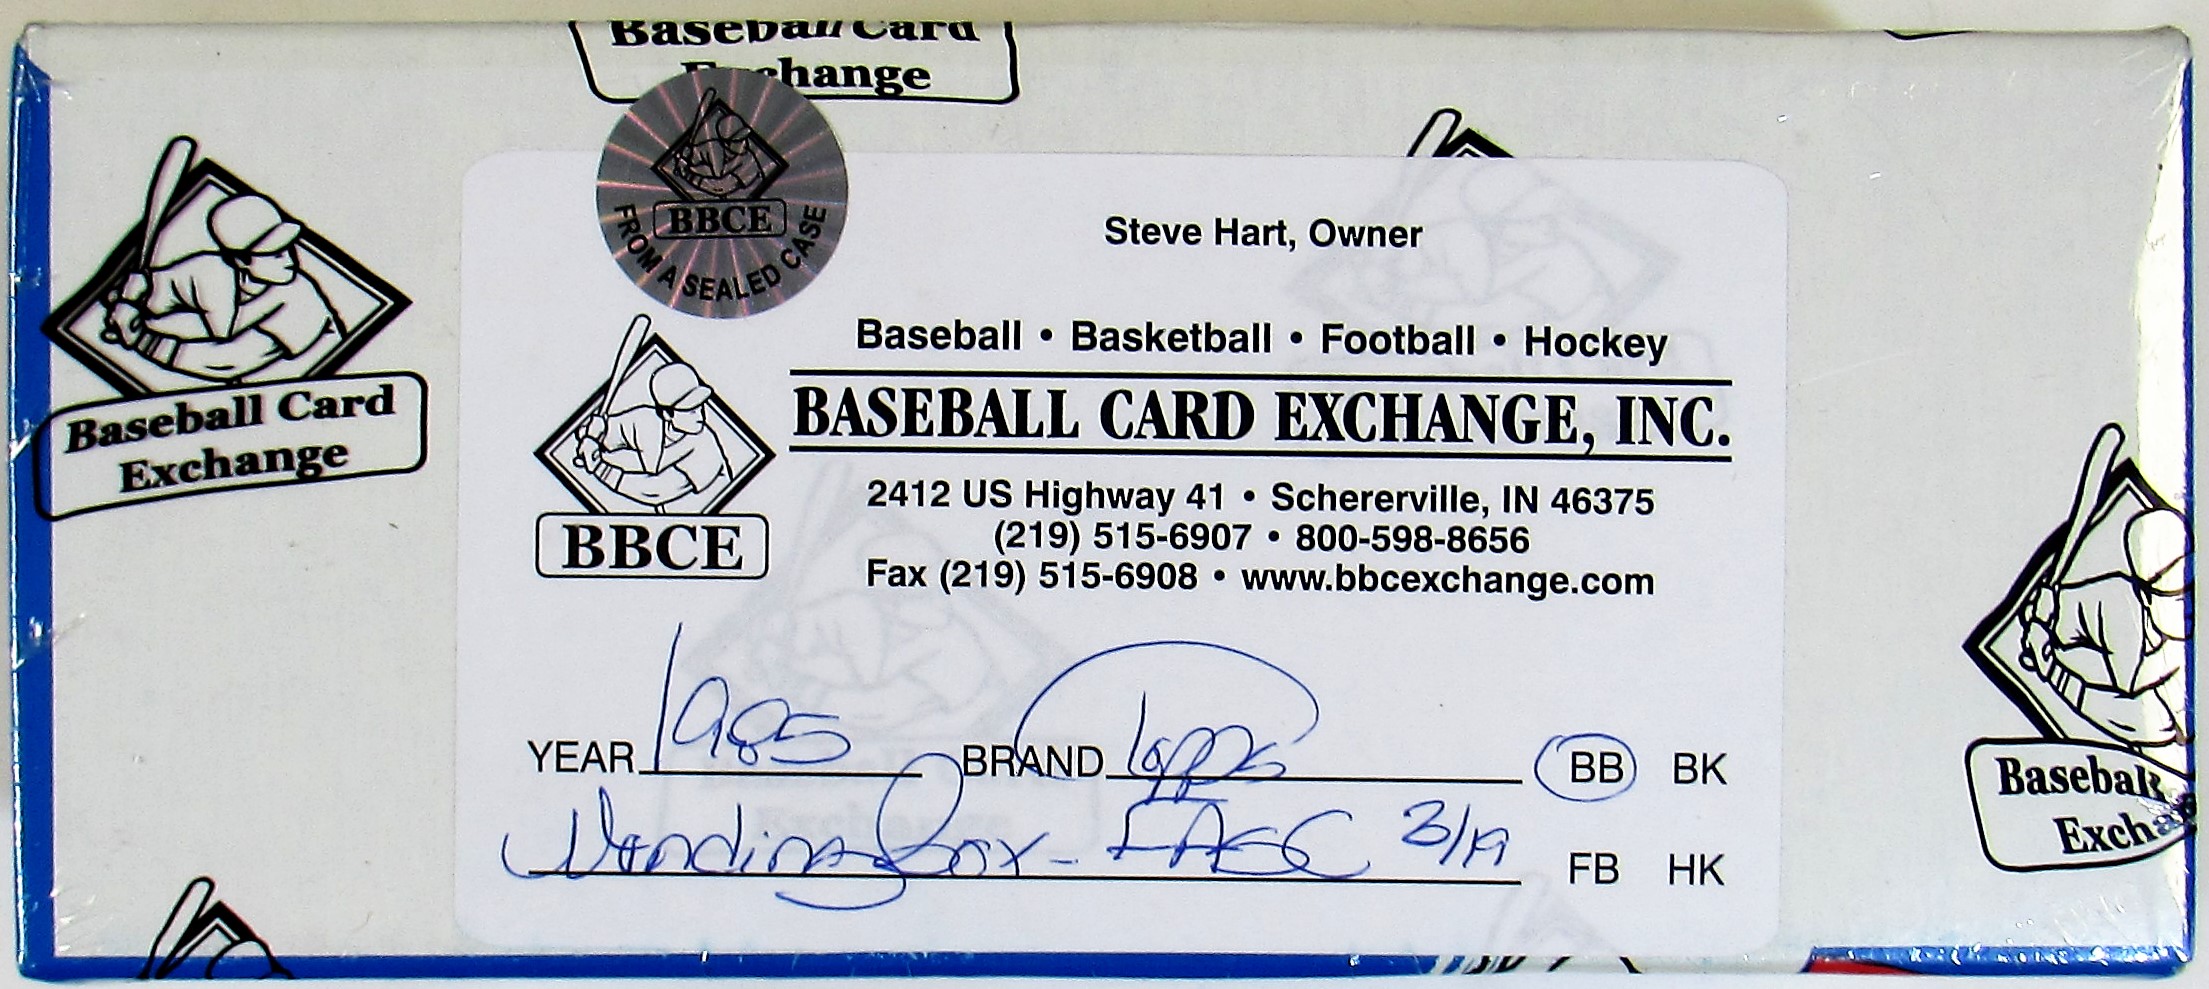 Baseball Card
Exchange
BBCE
FROM A SEALED CASE
Steve Hart, Owner
Baseball • Basketball • Football • Hockey
BASEBALL CARD EXCHANGE, INC.
2412 US Highway 41 • Schererville, IN 46375
(219) 515-6907 • 800-598-8656
Fax (219) 515-6908 • www.bbcexchange.com
BBCE
Baseball Card
Exchange
YEAR 1985 BRAND Topps BB BK
Vending Box - FASC 3/19 FB HK
Baseball
Excha